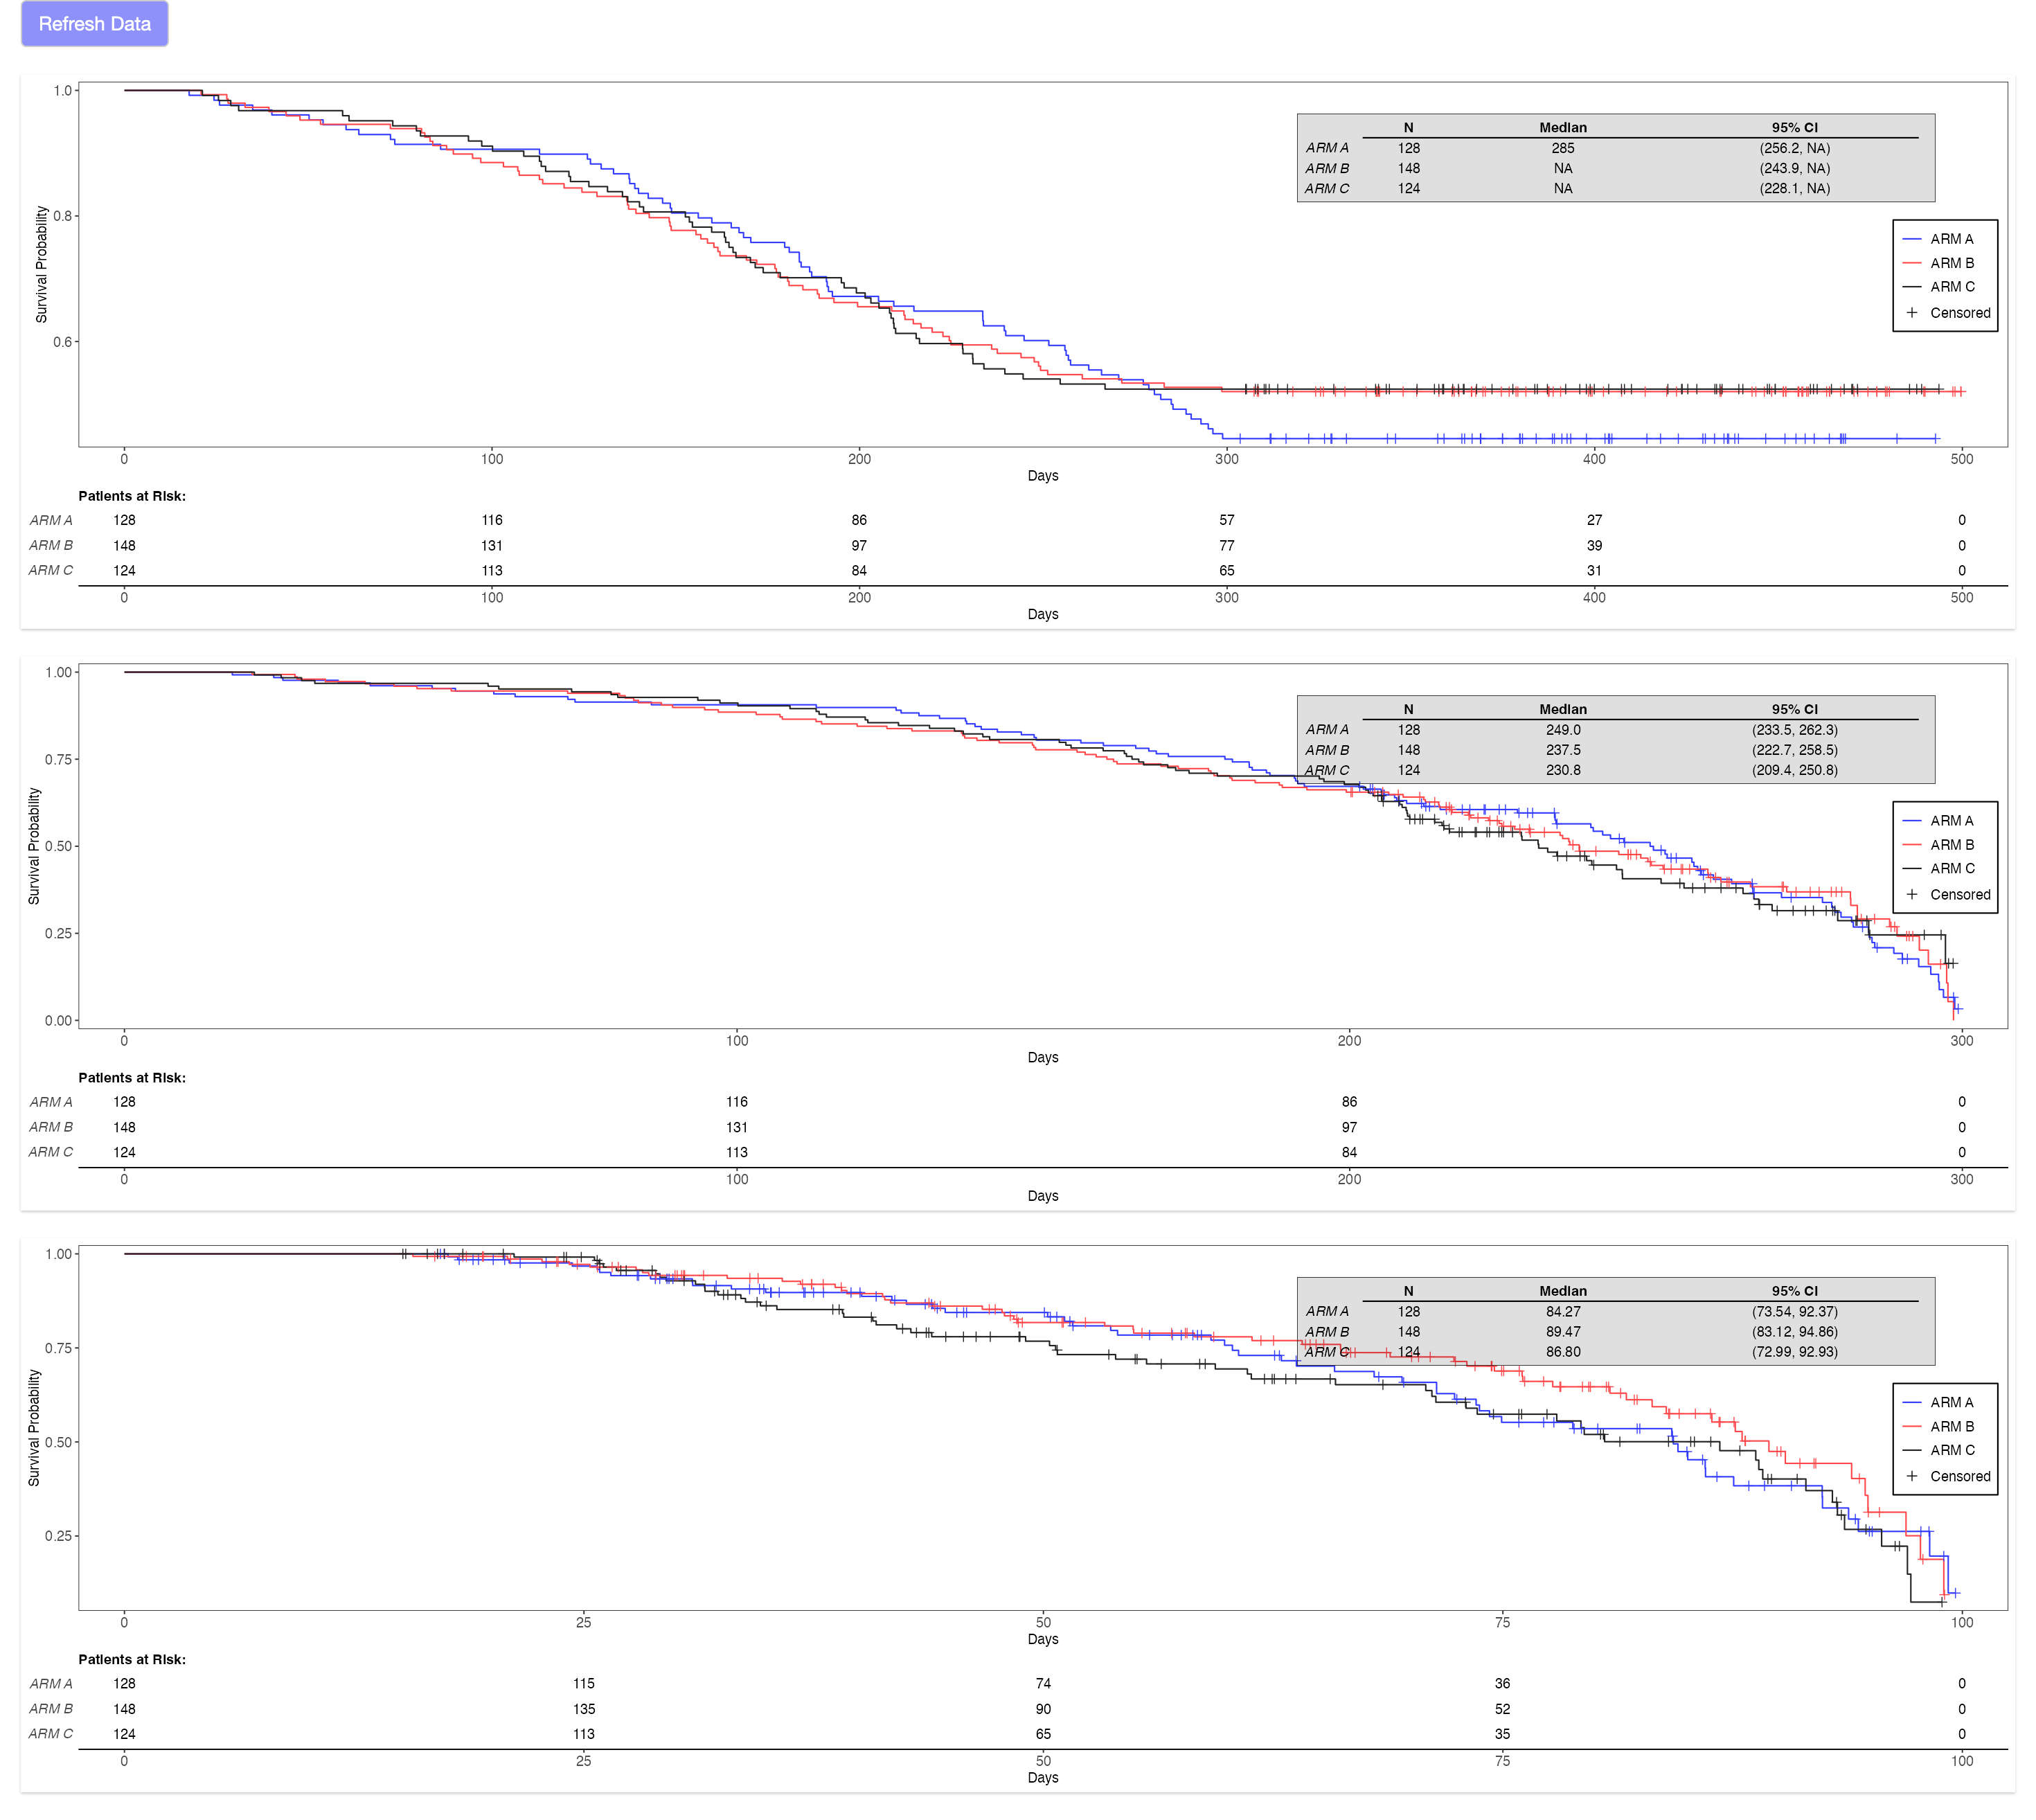 Refresh Data
1.0
0.8
0.6
Survival Probability
N Median 95% CI
ARM A 128 285 (256.2, NA)
ARM B 148 NA (243.9, NA)
ARM C 124 NA (228.1, NA)
ARM A
ARM B
ARM C
Censored
0 100 200 300 400 500
Days
Patients at Risk:
ARM A 128 116 86 57 27 0
ARM B 148 131 97 77 39 0
ARM C 124 113 84 65 31 0
0 100 200 300 400 500
Days
1.00
0.75
0.50
0.25
0.00
Survival Probability
N Median 95% CI
ARM A 128 249.0 (233.5, 262.3)
ARM B 148 237.5 (222.7, 258.5)
ARM C 124 230.8 (209.4, 250.8)
ARM A
ARM B
ARM C
Censored
0 100 200 300
Days
Patients at Risk:
ARM A 128 116 86 0
ARM B 148 131 97 0
ARM C 124 113 84 0
0 100 200 300
Days
1.00
0.75
0.50
0.25
Survival Probability
N Median 95% CI
ARM A 128 84.27 (73.54, 92.37)
ARM B 148 89.47 (83.12, 94.86)
ARM C 124 86.80 (72.99, 92.93)
ARM A
ARM B
ARM C
Censored
0 25 50 75 100
Days
Patients at Risk:
ARM A 128 115 74 36 0
ARM B 148 135 90 52 0
ARM C 124 113 65 35 0
0 25 50 75 100
Days